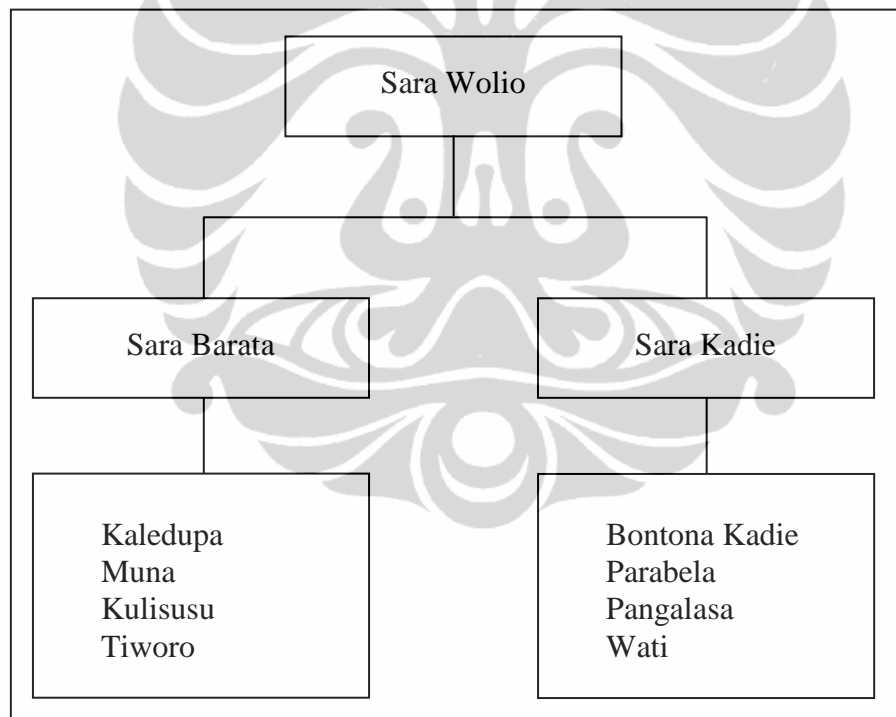 Sara Wolio
Sara Barata
Sara Kadie
Kaledupa
Muna
Kulisusu
Tiworo
Bontona Kadie
Parabela
Pangalasa
Wati